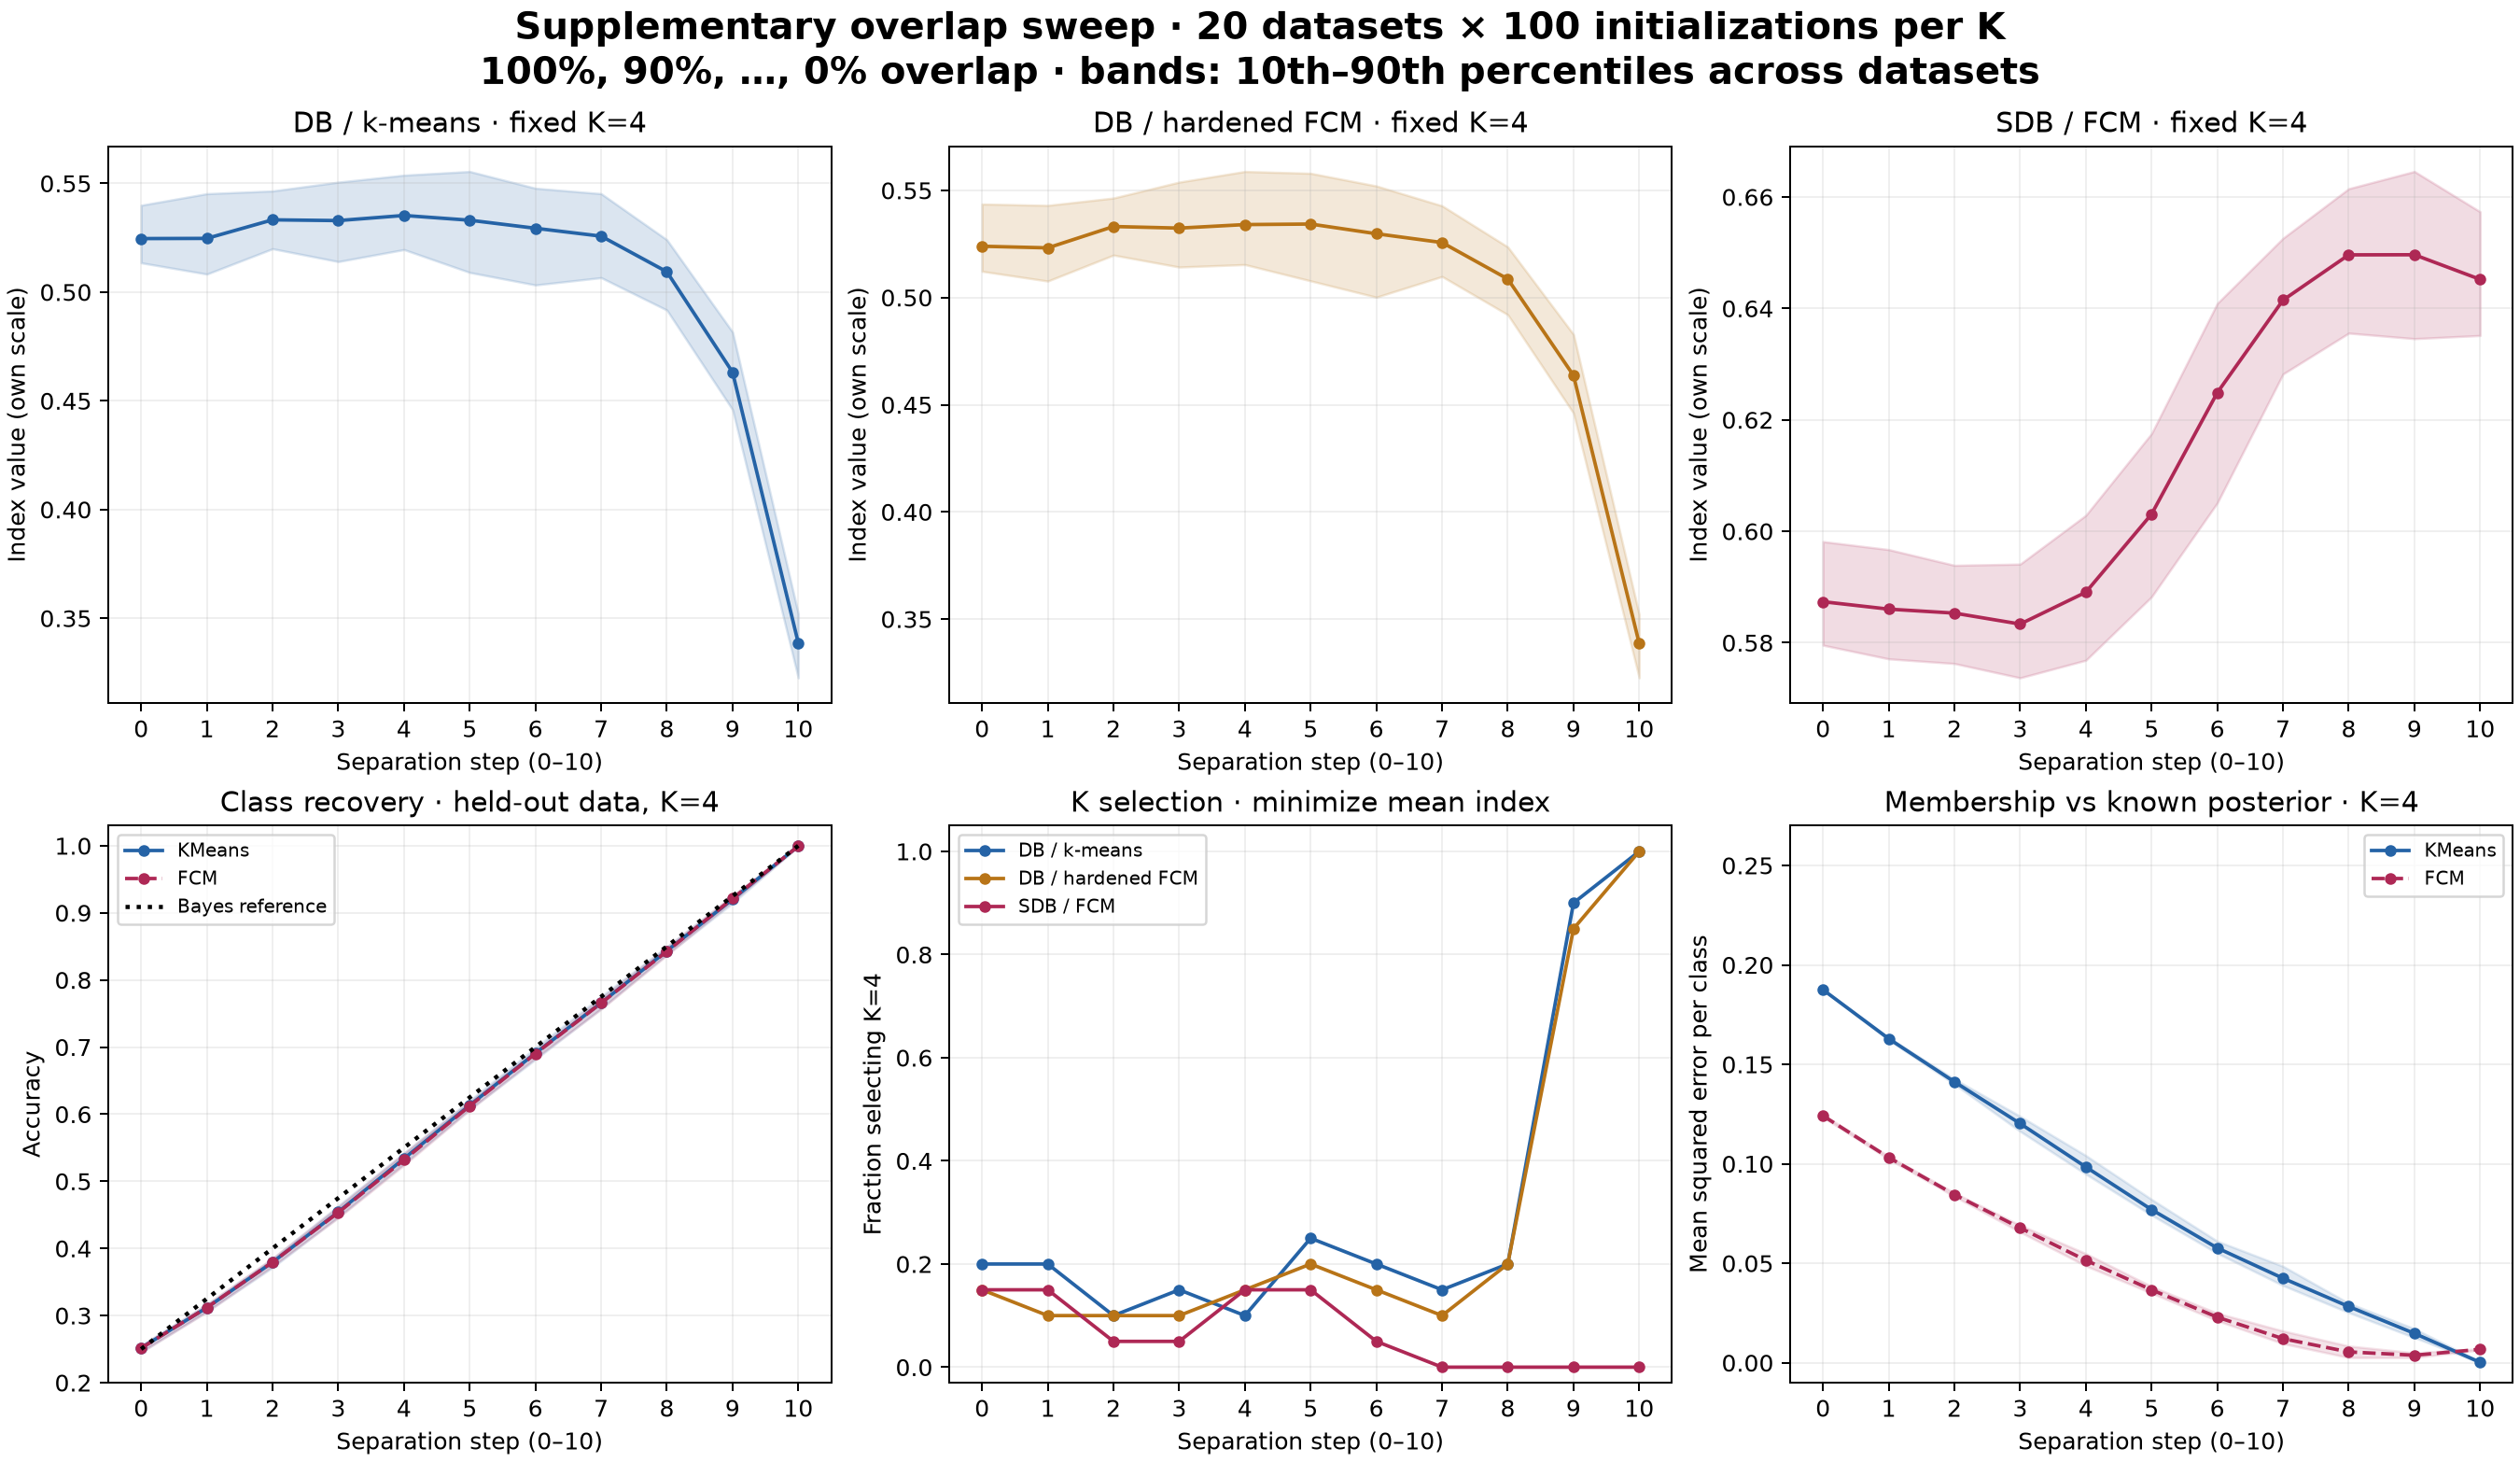 Supplementary overlap sweep · 20 datasets × 100 initializations per K
100%, 90%, ..., 0% overlap · bands: 10th–90th percentiles across datasets
DB / k-means · fixed K=4
Index value (own scale)
0.55
0.50
0.45
0.40
0.35
0 1 2 3 4 5 6 7 8 9 10
Separation step (0–10)
DB / hardened FCM · fixed K=4
Index value (own scale)
0.55
0.50
0.45
0.40
0.35
0 1 2 3 4 5 6 7 8 9 10
Separation step (0–10)
SDB / FCM · fixed K=4
Index value (own scale)
0.66
0.64
0.62
0.60
0.58
0 1 2 3 4 5 6 7 8 9 10
Separation step (0–10)
Class recovery · held-out data, K=4
KMeans
FCM
Bayes reference
Accuracy
1.0
0.9
0.8
0.7
0.6
0.5
0.4
0.3
0.2
0 1 2 3 4 5 6 7 8 9 10
Separation step (0–10)
K selection · minimize mean index
DB / k-means
DB / hardened FCM
SDB / FCM
Fraction selecting K=4
1.0
0.8
0.6
0.4
0.2
0.0
0 1 2 3 4 5 6 7 8 9 10
Separation step (0–10)
Membership vs known posterior · K=4
KMeans
FCM
Mean squared error per class
0.25
0.20
0.15
0.10
0.05
0.00
0 1 2 3 4 5 6 7 8 9 10
Separation step (0–10)